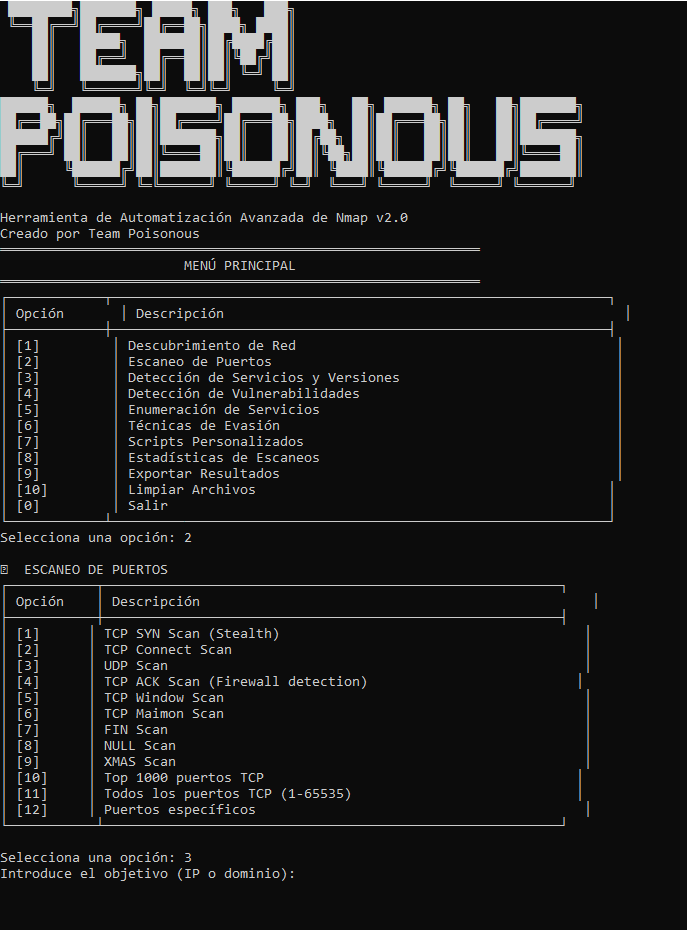 TEAM
POISONOUS
Herramienta de Automatización Avanzada de Nmap v2.0
Creado por Team Poisonous
MENÚ PRINCIPAL
Opción Descripción
[1] Descubrimiento de Red
[2] Escaneo de Puertos
[3] Detección de Servicios y Versiones
[4] Detección de Vulnerabilidades
[5] Enumeración de Servicios
[6] Técnicas de Evasión
[7] Scripts Personalizados
[8] Estadísticas de Escaneos
[9] Exportar Resultados
[10] Limpiar Archivos
[0] Salir
Selecciona una opción: 2
ESCANEO DE PUERTOS
Opción Descripción
[1] TCP SYN Scan (Stealth)
[2] TCP Connect Scan
[3] UDP Scan
[4] TCP ACK Scan (Firewall detection)
[5] TCP Window Scan
[6] TCP Maimon Scan
[7] FIN Scan
[8] NULL Scan
[9] XMAS Scan
[10] Top 1000 puertos TCP
[11] Todos los puertos TCP (1-65535)
[12] Puertos específicos
Selecciona una opción: 3
Introduce el objetivo (IP o dominio):